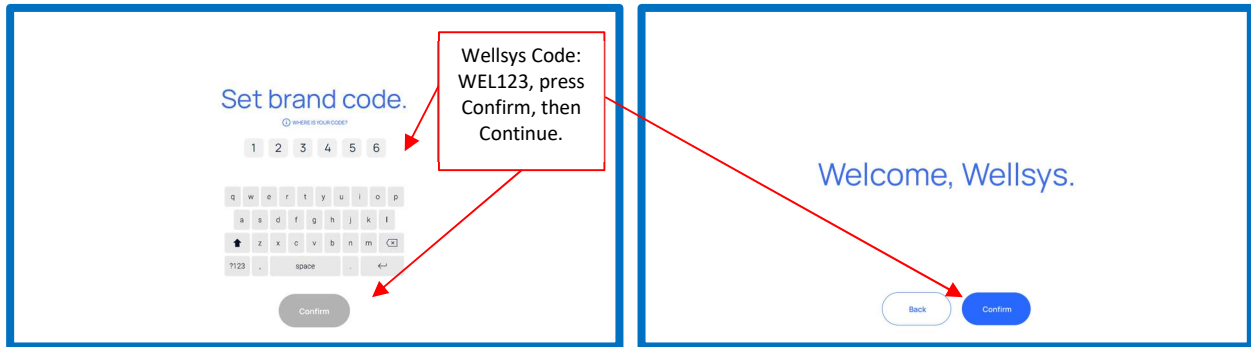 Set brand code.
WHERE IS YOUR CODE?
1 2 3 4 5 6
q w e r t y u i o p
a s d f g h j k l
z x c v b n m
?123 , space .
Confirm
Wellsys Code:
WEL123, press
Confirm, then
Continue.
Welcome, Wellsys.
Back Confirm